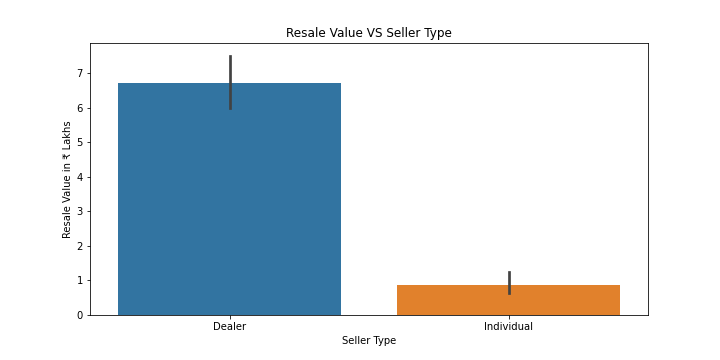 Resale Value VS Seller Type
Resale Value in ₹ Lakhs
7
6
5
4
3
2
1
0
Dealer
Individual
Seller Type